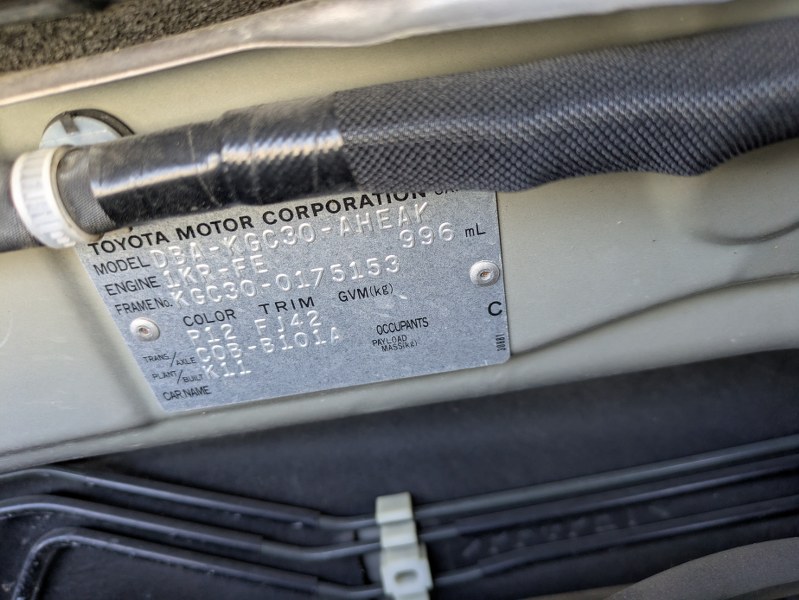 TOYOTA MOTOR CORPORATION
MODEL DBA-KGC30-AHEAK
ENGINE 1KR-FE 996 mL
FRAME No. KGC30-0175153
COLOR TRIM GVM(kg)
P12 FJ42
TRANS./AXLE C0B-B101A OCCUPANTS
PLANT/BUILT K11 PAYLOAD MASS(kg)
CAR NAME
C